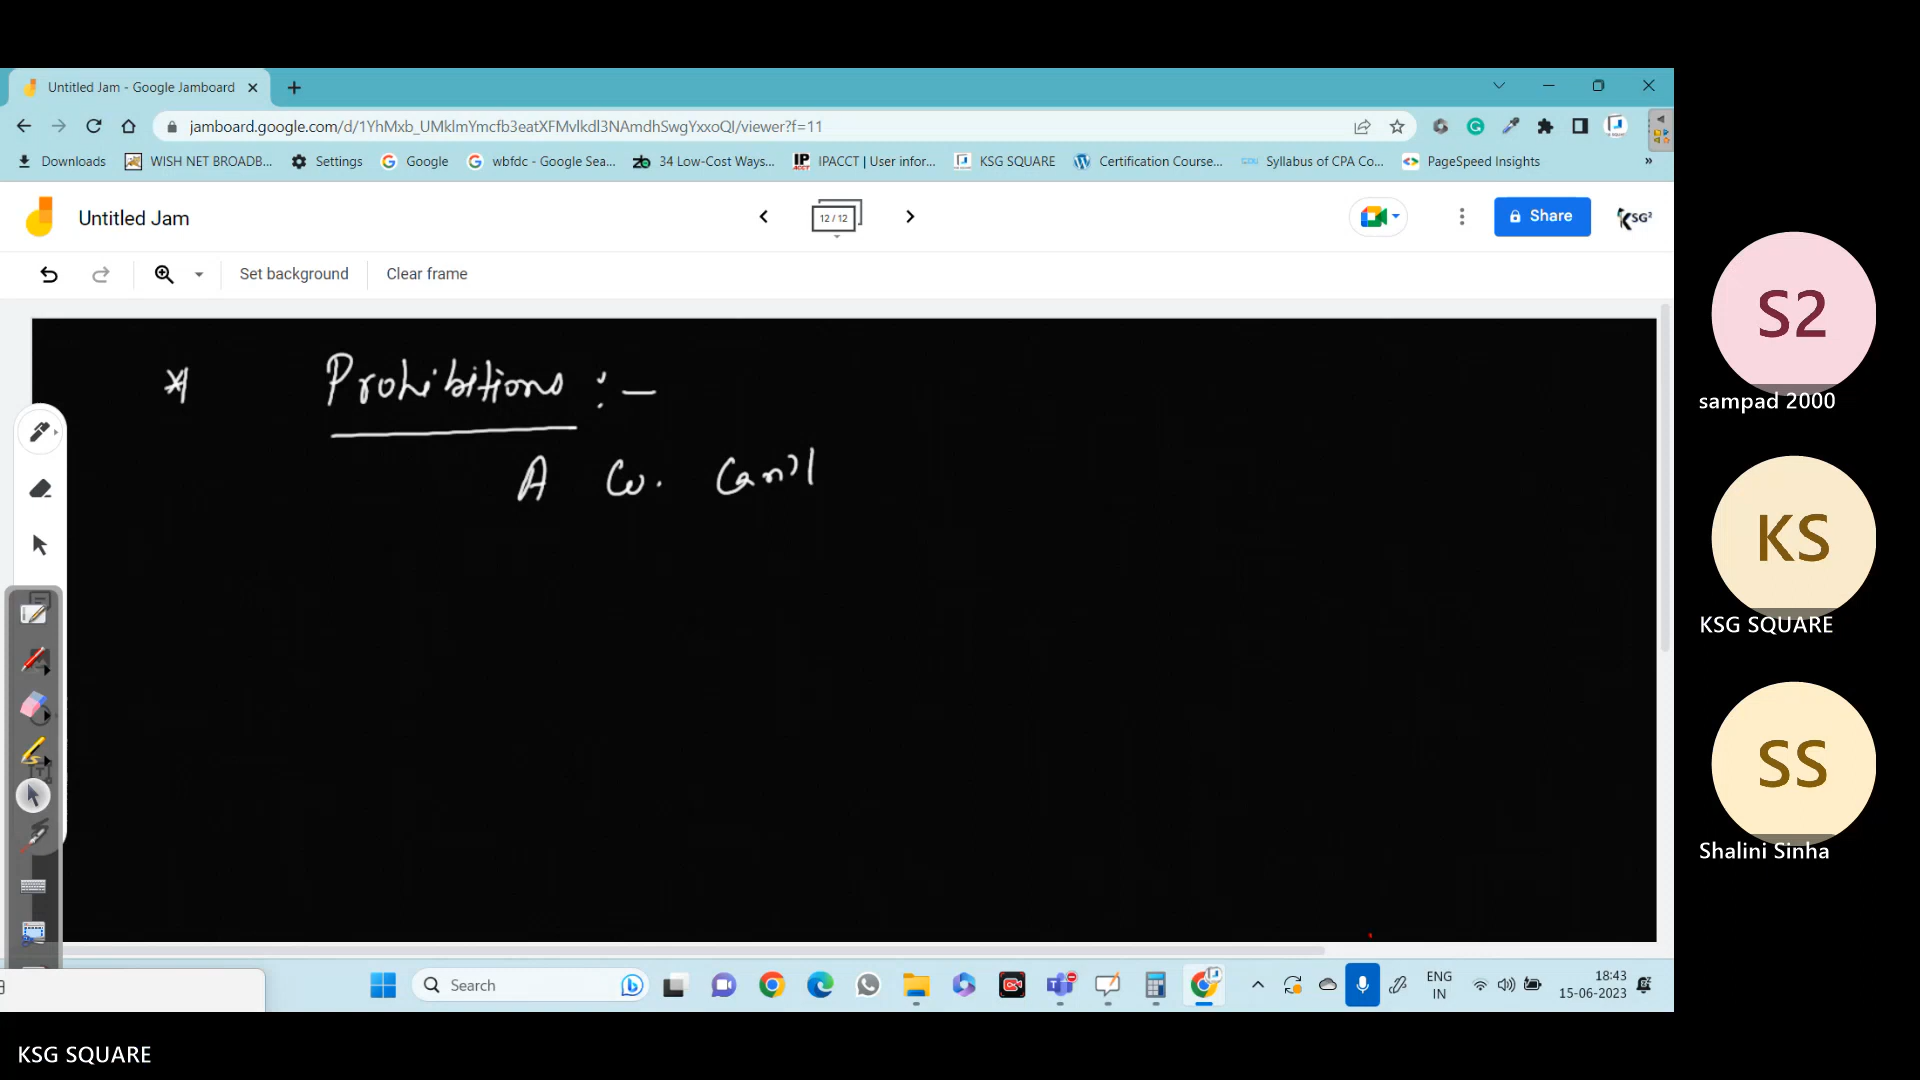 Untitled Jam - Google Jamboard
jamboard.google.com/d/1YhMxb_UMklmYmcfb3eatXFMvlkdl3NAmdhSwgYxxoQI/viewer?f=11
Downloads WISH NET BROADB... Settings Google wbfdc - Google Sea... 34 Low-Cost Ways... IPACCT | User infor... KSG SQUARE Certification Course... Syllabus of CPA Co... PageSpeed Insights »
Untitled Jam 12 / 12 Share KSG²
Set background Clear frame
* Prohibitions :-
A Co. Can't
S2
sampad 2000
KS
KSG SQUARE
SS
Shalini Sinha
Search ENG IN 18:43 15-06-2023
KSG SQUARE